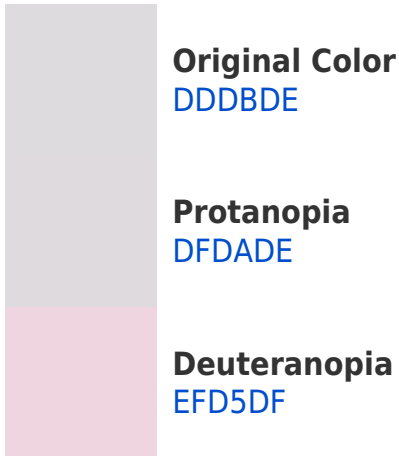 Original Color
DDDBDE
Protanopia
DFDADE
Deuteranopia
EFD5DF